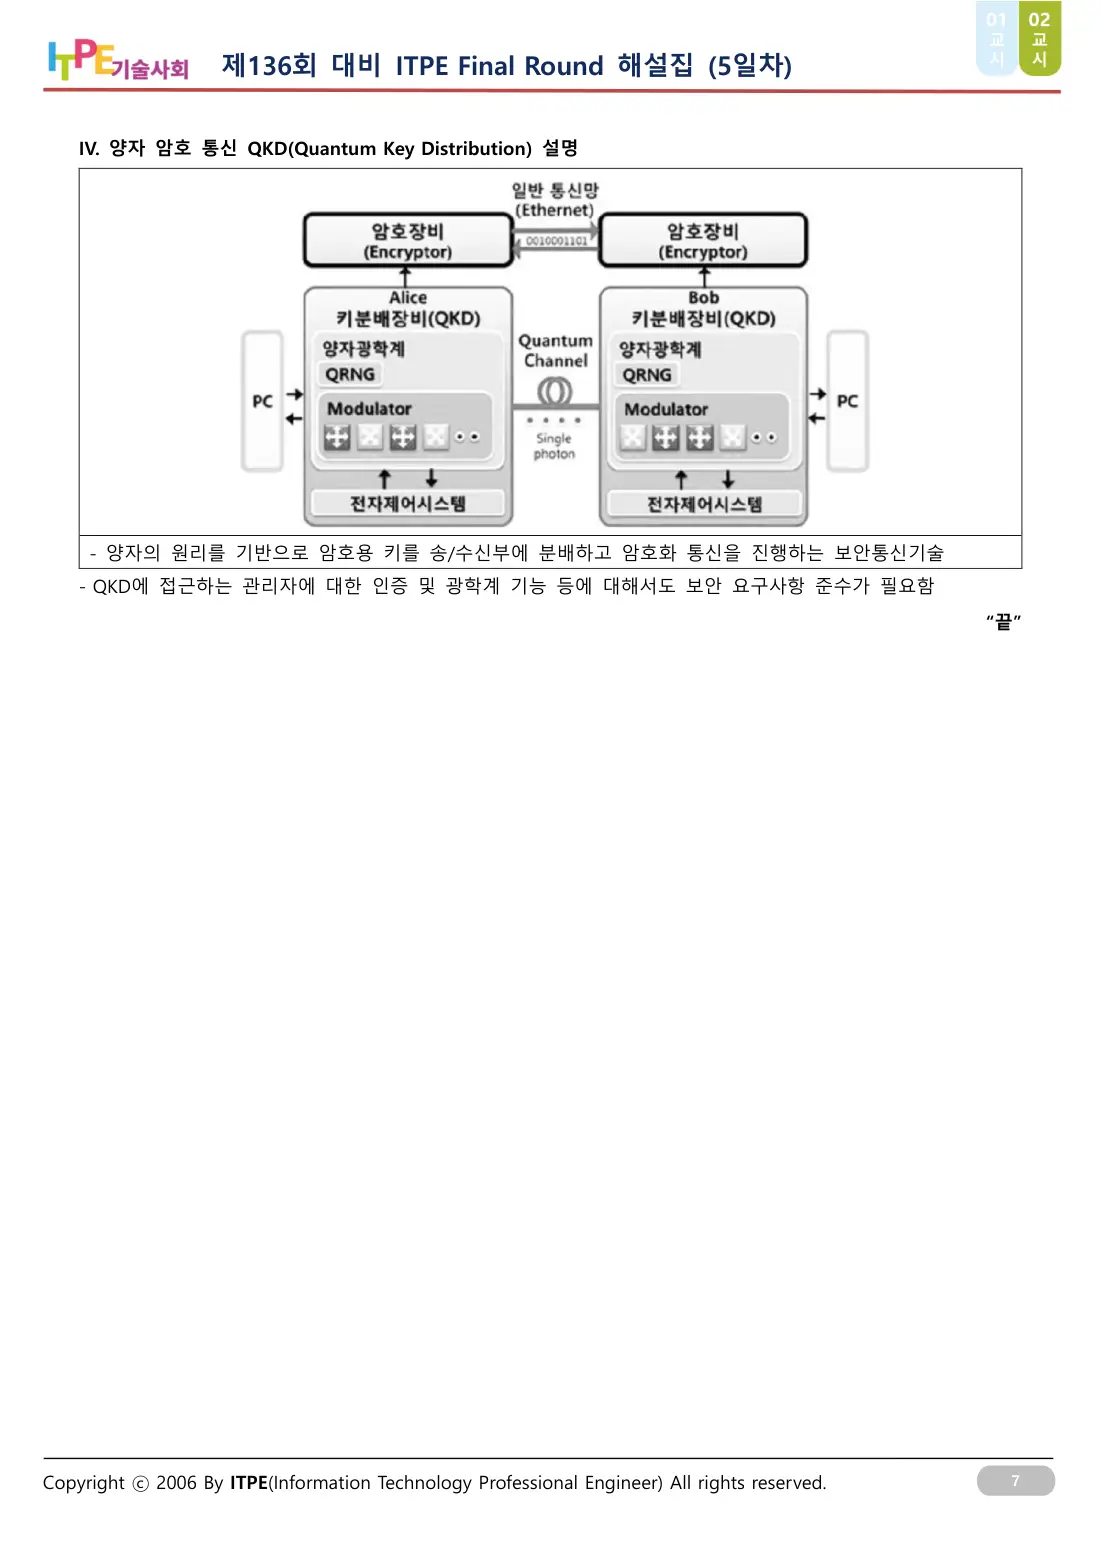 01
교
시
02
교
시
ITPE기술사회
제136회 대비 ITPE Final Round 해설집 (5일차)
IV. 양자 암호 통신 QKD(Quantum Key Distribution) 설명
일반 통신망
(Ethernet)
암호장비
(Encryptor)
0010001101
암호장비
(Encryptor)
Alice
키분배장비(QKD)
양자광학계
QRNG
Modulator
전자제어시스템
PC
Quantum
Channel
Single
photon
Bob
키분배장비(QKD)
양자광학계
QRNG
Modulator
전자제어시스템
PC
- 양자의 원리를 기반으로 암호용 키를 송/수신부에 분배하고 암호화 통신을 진행하는 보안통신기술
- QKD에 접근하는 관리자에 대한 인증 및 광학계 기능 등에 대해서도 보안 요구사항 준수가 필요함
“끝”
Copyright ⓒ 2006 By ITPE(Information Technology Professional Engineer) All rights reserved.
7